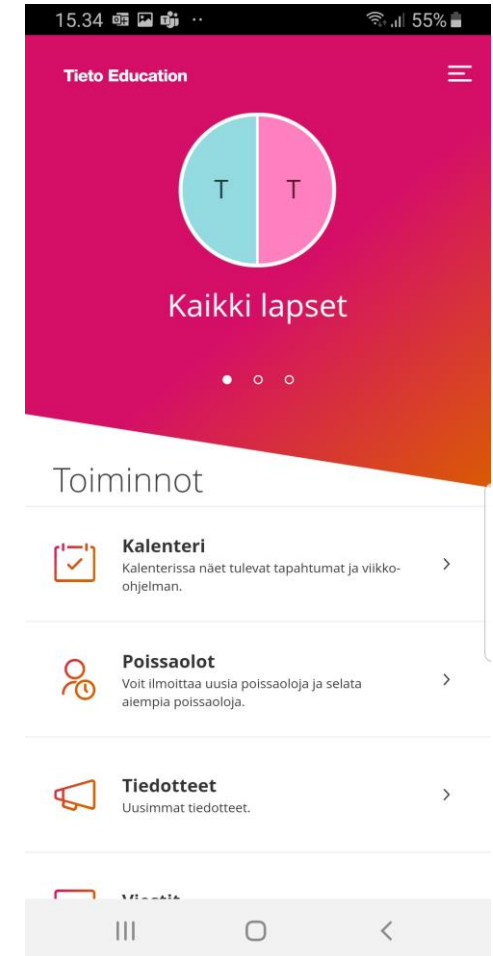 15.34 55%
Tieto Education
T T
Kaikki lapset
Toiminnot
Kalenteri
Kalenterissa näet tulevat tapahtumat ja viikko-
ohjelman.
Poissaolot
Voit ilmoittaa uusia poissaoloja ja selata
aiempia poissaoloja.
Tiedotteet
Uusimmat tiedotteet.